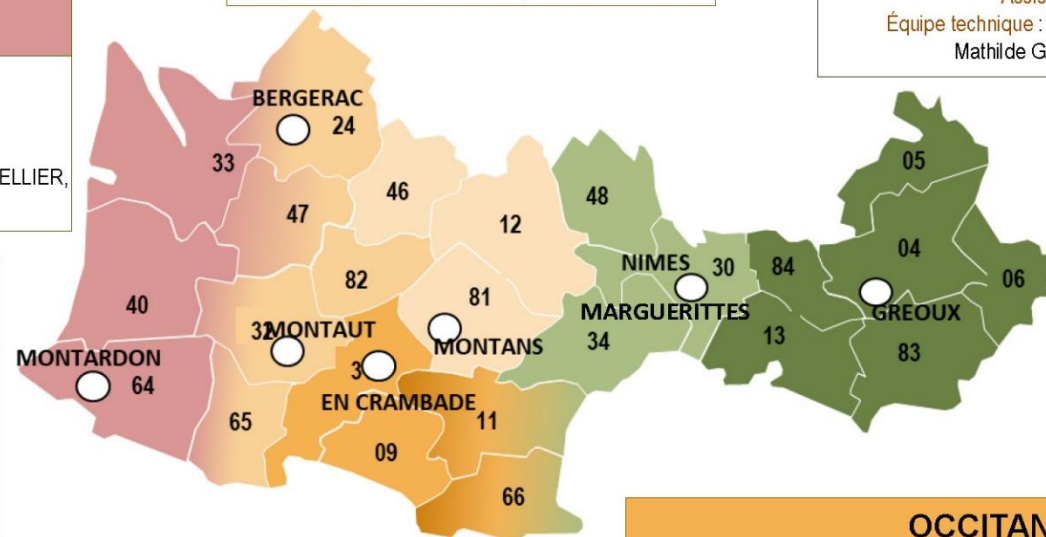 Équipe technique :
Mathilde G
ELLIER,
BERGERAC
24
33
46
47
12
48
05
04
06
NIMES
30
84
82
81
40
MARGUERITTES
GREOUX
32
MONTAUT
MONTANS
34
13
83
MONTARDON
64
3
EN CRAMBADE
65
11
09
66
OCCITAN